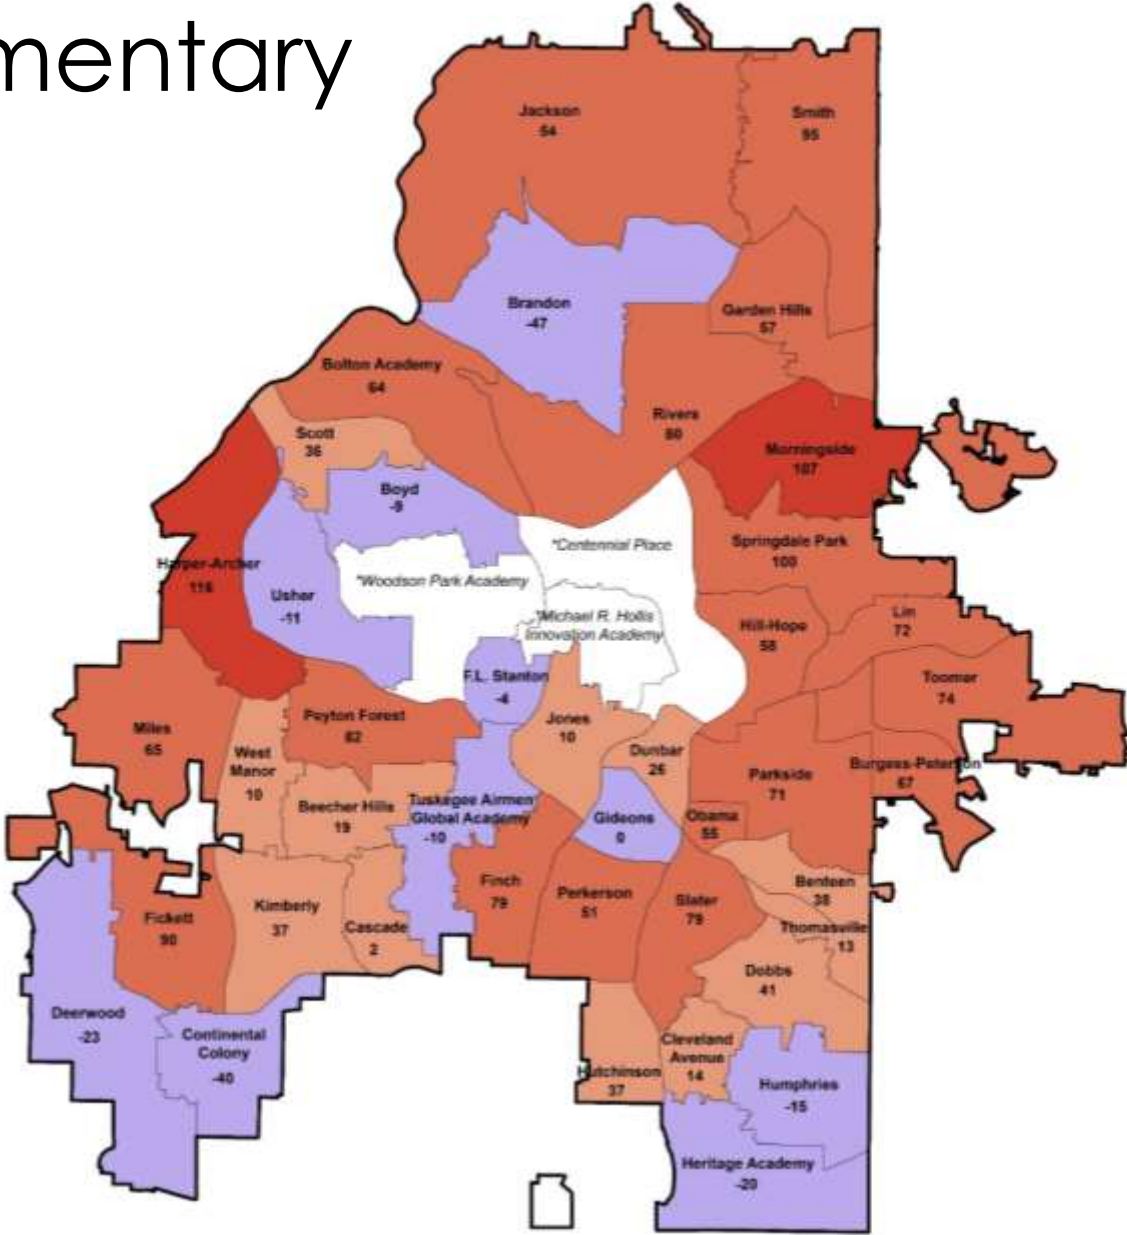 mentary
Jackson
54
Smith
95
Brandon
-47
Garden Hills
57
Bolton Academy
64
Rivers
80
Scott
36
Morningside
107
Boyd
-9
*Centennial Place
Springdale Park
100
Harper-Archer
116
*Woodson Park Academy
Usher
-11
*Michael R. Hollis
Innovation Academy
Hill-Hope
58
Lin
72
F.L. Stanton
-4
Toomer
74
Miles
65
Peyton Forest
82
Jones
10
West
Manor
10
Dunbar
26
Parkside
71
Burgess-Peterson
67
Beecher Hills
19
Tuskegee Airmen
Global Academy
-10
Gideons
0
Obama
55
Finch
79
Perkerson
51
Slater
79
Benteen
38
Fickett
90
Kimberly
37
Cascade
2
Thomasville
13
Dobbs
41
Deerwood
-23
Continental
Colony
-40
Cleveland
Avenue
14
Hutchinson
37
Humphries
-15
Heritage Academy
-20